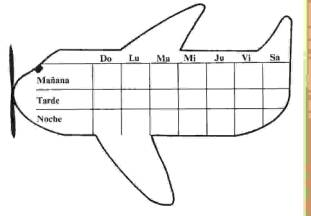 Do Lu Ma Mi Ju Vi Sa
Mañana
Tarde
Noche